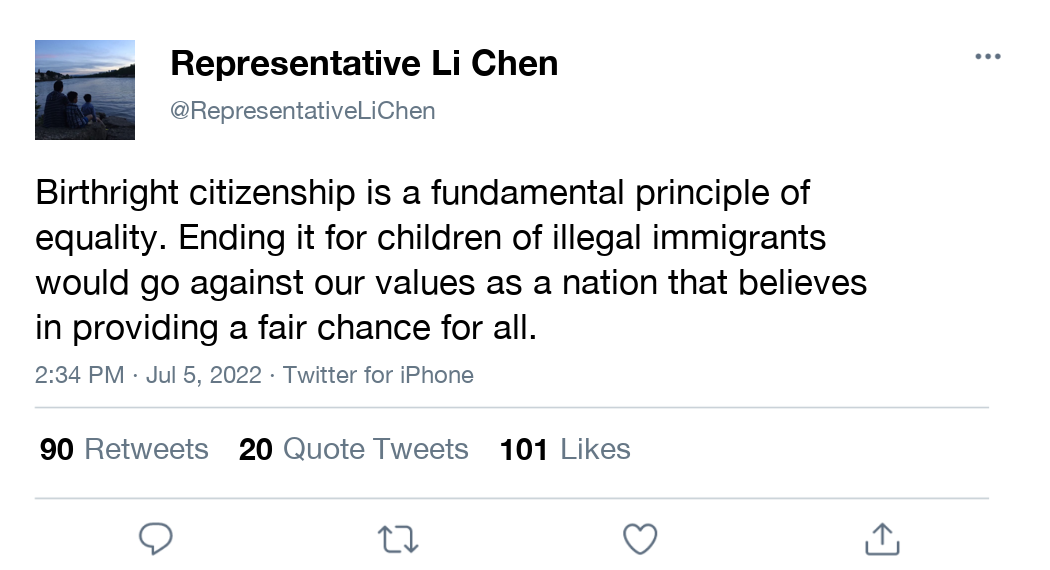 Representative Li Chen
@RepresentativeLiChen
Birthright citizenship is a fundamental principle of
equality. Ending it for children of illegal immigrants
would go against our values as a nation that believes
in providing a fair chance for all.
2:34 PM · Jul 5, 2022 · Twitter for iPhone
90 Retweets 20 Quote Tweets 101 Likes